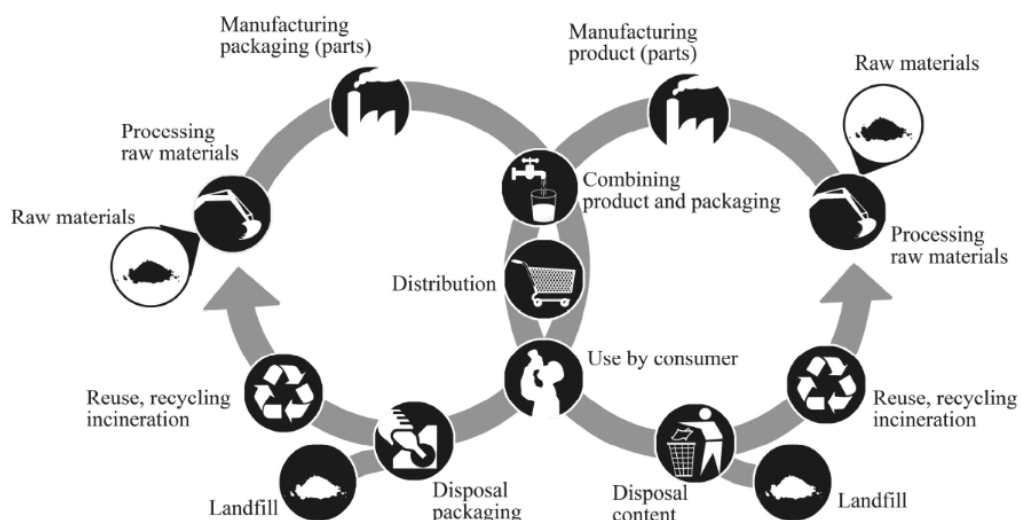 Manufacturing
packaging (parts)
Manufacturing
product (parts)
Raw materials
Processing
raw materials
Combining
product and packaging
Raw materials
Processing
raw materials
Distribution
Use by consumer
Reuse, recycling
incineration
Reuse, recycling
incineration
Landfill
Disposal
packaging
Disposal
content
Landfill